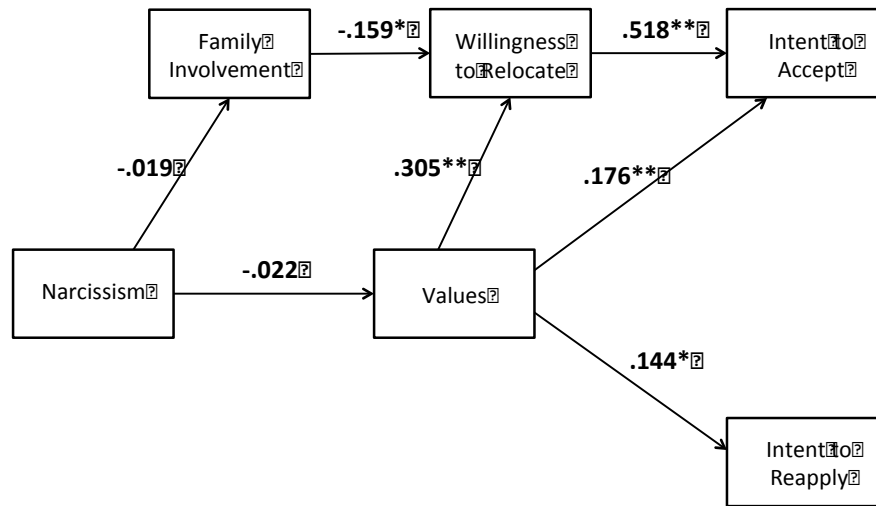 -.159*
.518**
Family
Involvement
Willingness
to Relocate
Intent to
Accept
-.019
.305**
.176**
-.022
Narcissism
Values
.144*
Intent to
Reapply